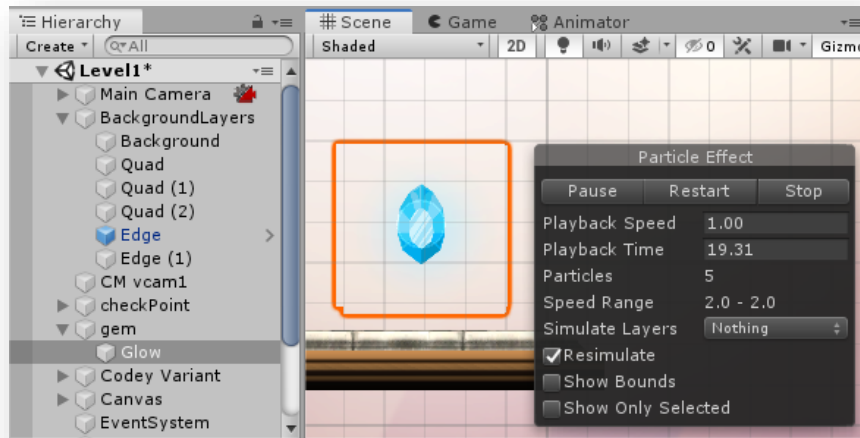 Hierarchy
Create
All
Level1*
Main Camera
BackgroundLayers
Background
Quad
Quad (1)
Quad (2)
Edge
Edge (1)
CM vcam1
checkPoint
gem
Glow
Codey Variant
Canvas
EventSystem
Scene Game Animator
Shaded 2D 0 Gizmo
Particle Effect
Pause Restart Stop
Playback Speed 1.00
Playback Time 19.31
Particles 5
Speed Range 2.0 - 2.0
Simulate Layers Nothing
Resimulate
Show Bounds
Show Only Selected